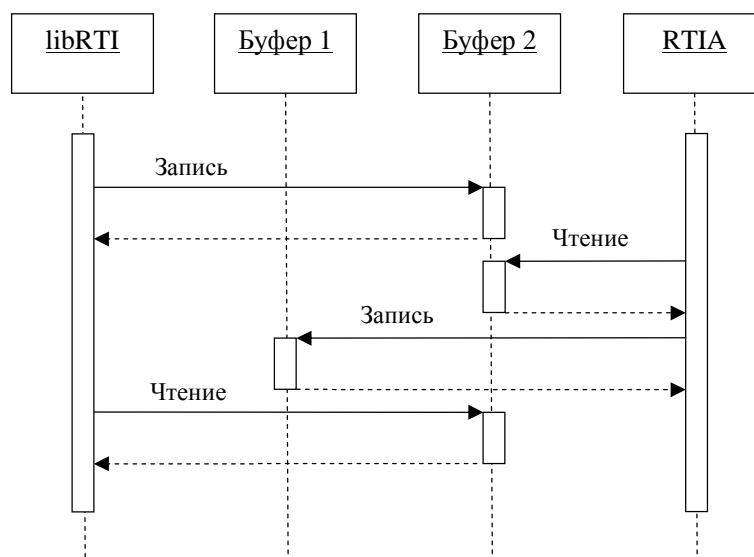 libRTI
Буфер 1
Буфер 2
RTIA
Запись
Чтение
Запись
Чтение